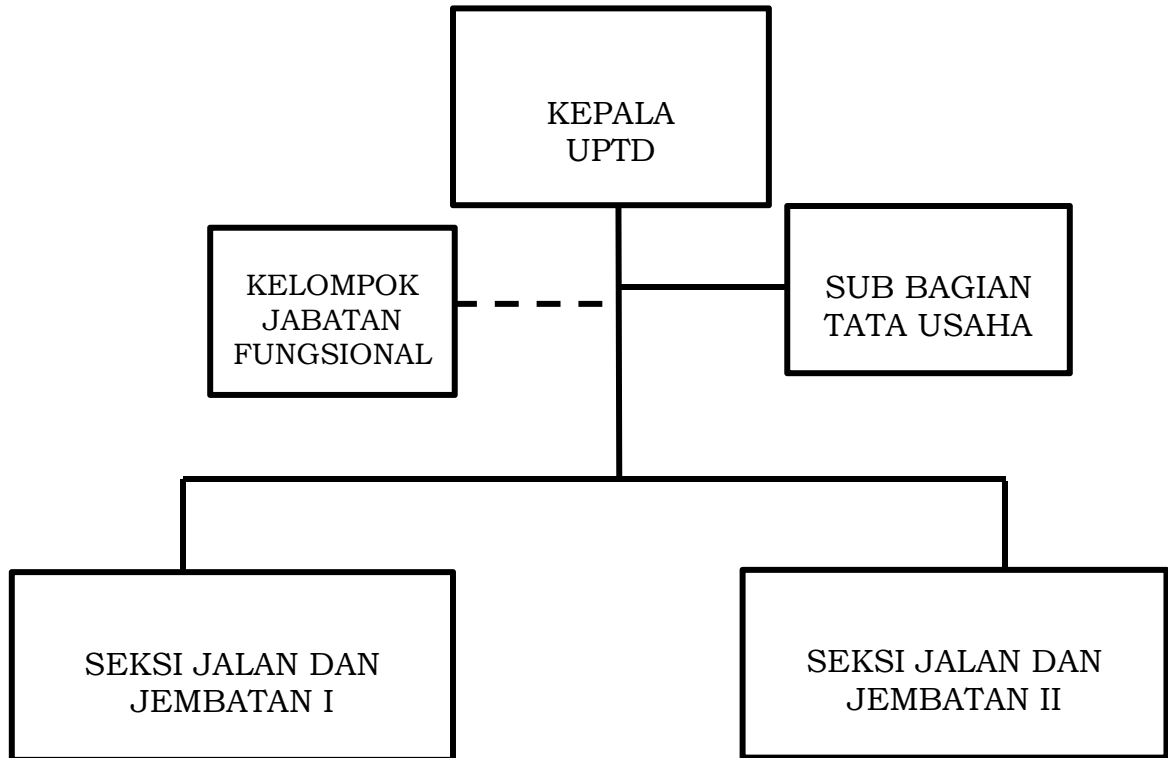 KEPALA
UPTD
KELOMPOK
JABATAN
FUNGSIONAL
SUB BAGIAN
TATA USAHA
SEKSI JALAN DAN
JEMBATAN I
SEKSI JALAN DAN
JEMBATAN II